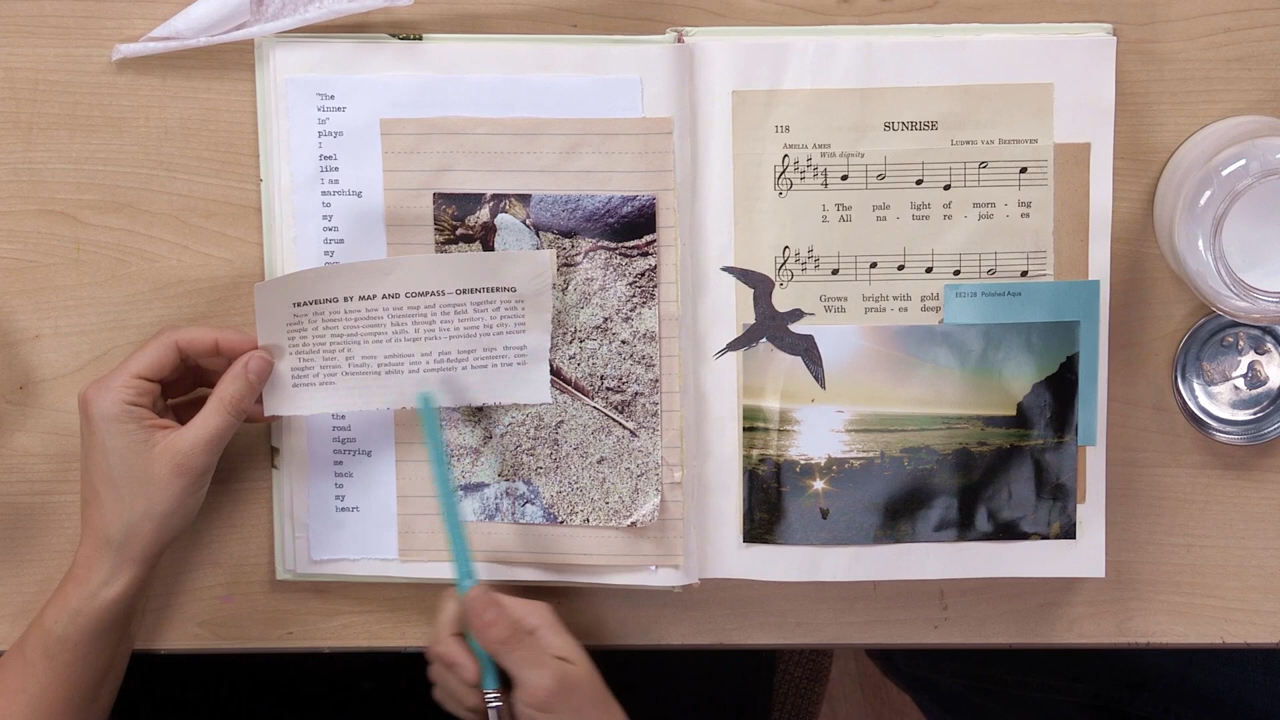 "The
Winner
Is"
plays
I
feel
like
I am
marching
to
my
own
drum
my
own
TRAVELING BY MAP AND COMPASS—ORIENTEERING
Now that you know how to use map and compass together you are
ready for honest-to-goodness Orienteering in the field. Start off with a
couple of short cross-country hikes through easy territory, to practice
up on your map-and-compass skills. If you live in some big city, you
can do your practicing in one of its larger parks—provided you can secure
a detailed map of it.
Then, later, get more ambitious and plan longer trips through
tougher terrain. Finally, graduate into a full-fledged orienteerer, con-
fident of your Orienteering ability and completely at home in true wil-
derness areas.
the
road
signs
carrying
me
back
to
my
heart
118 SUNRISE
AMELIA AMES LUDWIG VAN BEETHOVEN
With dignity
4
1. The pale light of morn - ing
2. All na - ture re - joic - es
Grows bright with gold
With prais - es deep
EE2128 Polished Aqua